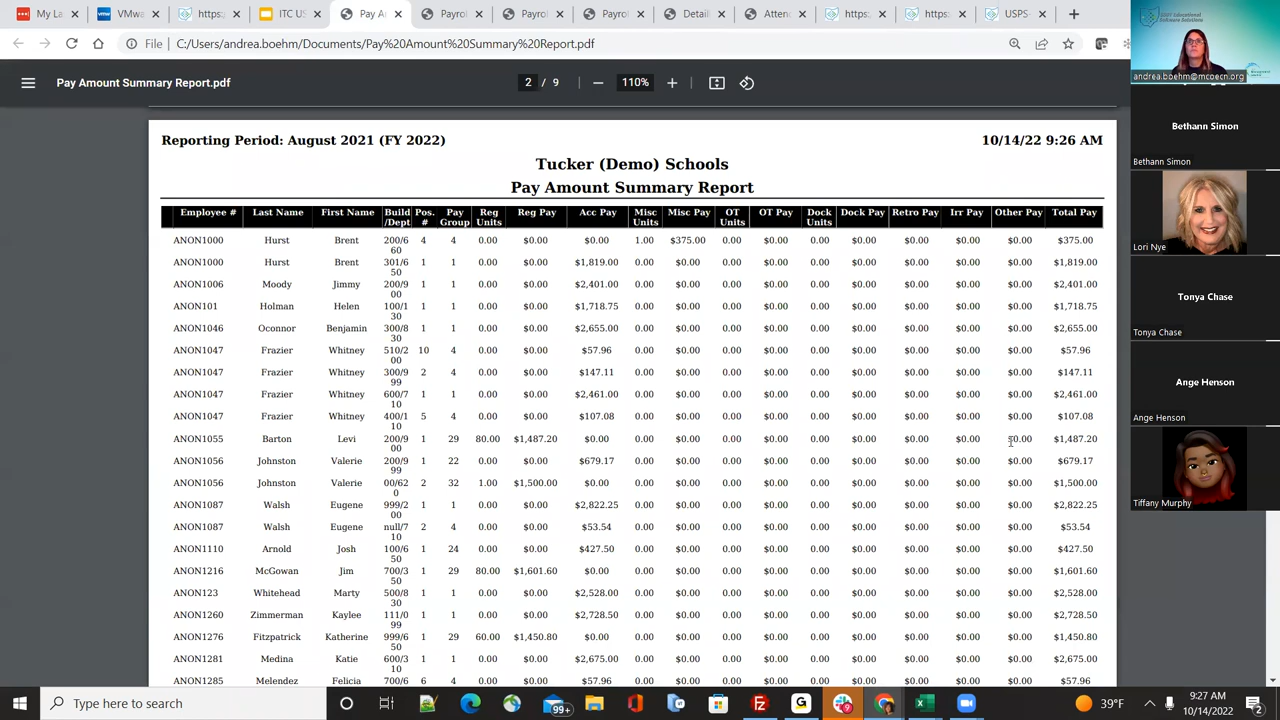 My La
VMwa
https:
ITC US
Pay A
Payro
Payrol
Payrol
Detail
Atten
https:
https:
USPS-
File C:/Users/andrea.boehm/Documents/Pay%20Amount%20Summary%20Report.pdf
Pay Amount Summary Report.pdf 2 / 9 110%
Reporting Period: August 2021 (FY 2022) 10/14/22 9:26 AM
Tucker (Demo) Schools
Pay Amount Summary Report
Employee # Last Name First Name Build Pos. Pay Reg Reg Pay Acc Pay Misc Misc Pay OT OT Pay Dock Dock Pay Retro Pay Irr Pay Other Pay Total Pay
/Dept # Group Units Units Units Units
ANON1000 Hurst Brent 200/6 4 4 0.00 $0.00 $0.00 1.00 $375.00 0.00 $0.00 0.00 $0.00 $0.00 $0.00 $0.00 $375.00
60
ANON1000 Hurst Brent 301/6 1 1 0.00 $0.00 $1,819.00 0.00 $0.00 0.00 $0.00 0.00 $0.00 $0.00 $0.00 $0.00 $1,819.00
50
ANON1006 Moody Jimmy 200/9 1 1 0.00 $0.00 $2,401.00 0.00 $0.00 0.00 $0.00 0.00 $0.00 $0.00 $0.00 $0.00 $2,401.00
00
ANON101 Holman Helen 100/1 1 1 0.00 $0.00 $1,718.75 0.00 $0.00 0.00 $0.00 0.00 $0.00 $0.00 $0.00 $0.00 $1,718.75
30
ANON1046 Oconnor Benjamin 300/8 1 1 0.00 $0.00 $2,655.00 0.00 $0.00 0.00 $0.00 0.00 $0.00 $0.00 $0.00 $0.00 $2,655.00
30
ANON1047 Frazier Whitney 510/2 10 4 0.00 $0.00 $57.96 0.00 $0.00 0.00 $0.00 0.00 $0.00 $0.00 $0.00 $0.00 $57.96
00
ANON1047 Frazier Whitney 300/9 2 4 0.00 $0.00 $147.11 0.00 $0.00 0.00 $0.00 0.00 $0.00 $0.00 $0.00 $0.00 $147.11
99
ANON1047 Frazier Whitney 600/7 1 1 0.00 $0.00 $2,461.00 0.00 $0.00 0.00 $0.00 0.00 $0.00 $0.00 $0.00 $0.00 $2,461.00
10
ANON1047 Frazier Whitney 400/1 5 4 0.00 $0.00 $107.08 0.00 $0.00 0.00 $0.00 0.00 $0.00 $0.00 $0.00 $0.00 $107.08
10
ANON1055 Barton Levi 200/9 1 29 80.00 $1,487.20 $0.00 0.00 $0.00 0.00 $0.00 0.00 $0.00 $0.00 $0.00 $0.00 $1,487.20
00
ANON1056 Johnston Valerie 200/9 1 22 0.00 $0.00 $679.17 0.00 $0.00 0.00 $0.00 0.00 $0.00 $0.00 $0.00 $0.00 $679.17
99
ANON1056 Johnston Valerie 00/62 2 32 1.00 $1,500.00 $0.00 0.00 $0.00 0.00 $0.00 0.00 $0.00 $0.00 $0.00 $0.00 $1,500.00
0
ANON1087 Walsh Eugene 999/2 1 1 0.00 $0.00 $2,822.25 0.00 $0.00 0.00 $0.00 0.00 $0.00 $0.00 $0.00 $0.00 $2,822.25
00
ANON1087 Walsh Eugene null/7 2 4 0.00 $0.00 $53.54 0.00 $0.00 0.00 $0.00 0.00 $0.00 $0.00 $0.00 $0.00 $53.54
10
ANON1110 Arnold Josh 100/6 1 24 0.00 $0.00 $427.50 0.00 $0.00 0.00 $0.00 0.00 $0.00 $0.00 $0.00 $0.00 $427.50
50
ANON1216 McGowan Jim 700/3 1 29 80.00 $1,601.60 $0.00 0.00 $0.00 0.00 $0.00 0.00 $0.00 $0.00 $0.00 $0.00 $1,601.60
50
ANON123 Whitehead Marty 500/8 1 1 0.00 $0.00 $2,528.00 0.00 $0.00 0.00 $0.00 0.00 $0.00 $0.00 $0.00 $0.00 $2,528.00
30
ANON1260 Zimmerman Kaylee 111/0 1 1 0.00 $0.00 $2,728.50 0.00 $0.00 0.00 $0.00 0.00 $0.00 $0.00 $0.00 $0.00 $2,728.50
99
ANON1276 Fitzpatrick Katherine 999/6 1 29 60.00 $1,450.80 $0.00 0.00 $0.00 0.00 $0.00 0.00 $0.00 $0.00 $0.00 $0.00 $1,450.80
50
ANON1281 Medina Katie 600/3 1 1 0.00 $0.00 $2,675.00 0.00 $0.00 0.00 $0.00 0.00 $0.00 $0.00 $0.00 $0.00 $2,675.00
10
ANON1285 Melendez Felicia 700/6 6 4 0.00 $0.00 $57.96 0.00 $0.00 0.00 $0.00 0.00 $0.00 $0.00 $0.00 $0.00 $57.96
andrea.boehm@mcoecn.org
Bethann Simon
Bethann Simon
Lori Nye
Tonya Chase
Tonya Chase
Ange Henson
Ange Henson
Tiffany Murphy
Type here to search
99+
39°F
9:27 AM
10/14/2022
2